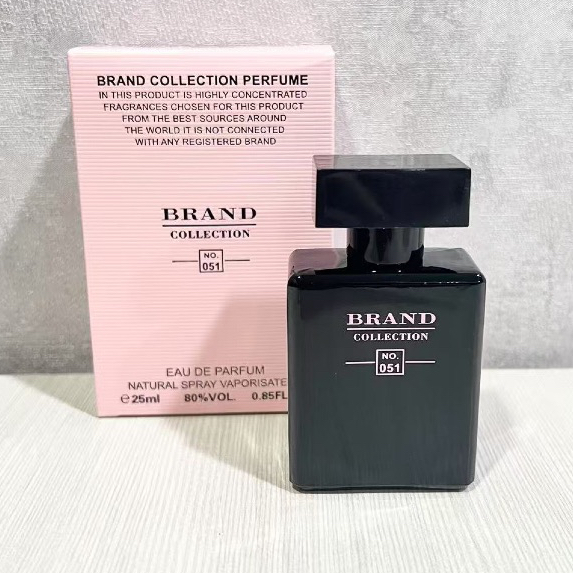 BRAND COLLECTION PERFUME
IN THIS PRODUCT IS HIGHLY CONCENTRATED
FRAGRANCES CHOSEN FOR THIS PRODUCT
FROM THE BEST SOURCES AROUND
THE WORLD IT IS NOT CONNECTED
WITH ANY REGISTERED BRAND
BRAND
COLLECTION
NO.
051
EAU DE PARFUM
NATURAL SPRAY VAPORISATE
℮25ml 80%VOL. 0.85FL
BRAND
COLLECTION
NO.
051